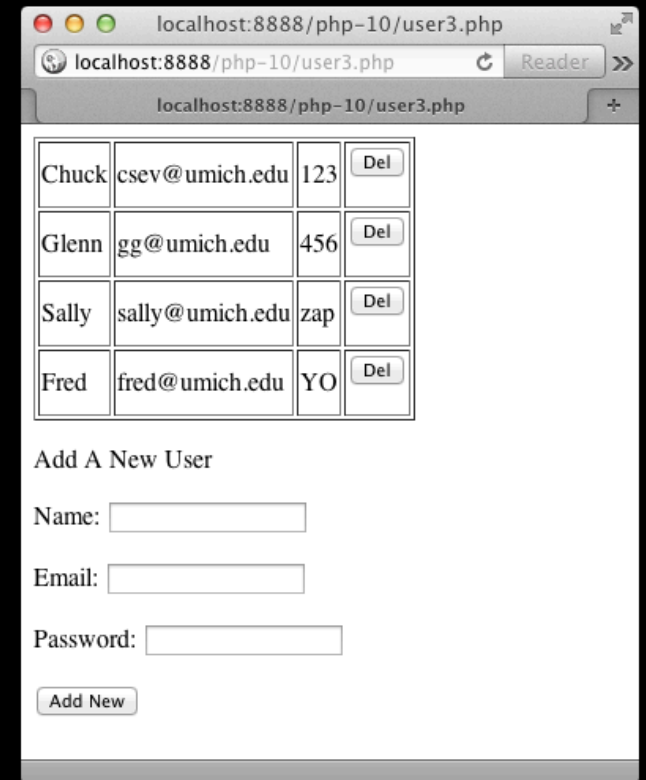 localhost:8888/php-10/user3.php
localhost:8888/php-10/user3.php Reader
localhost:8888/php-10/user3.php
Chuck csev@umich.edu 123 Del
Glenn gg@umich.edu 456 Del
Sally sally@umich.edu zap Del
Fred fred@umich.edu YO Del
Add A New User
Name:
Email:
Password:
Add New